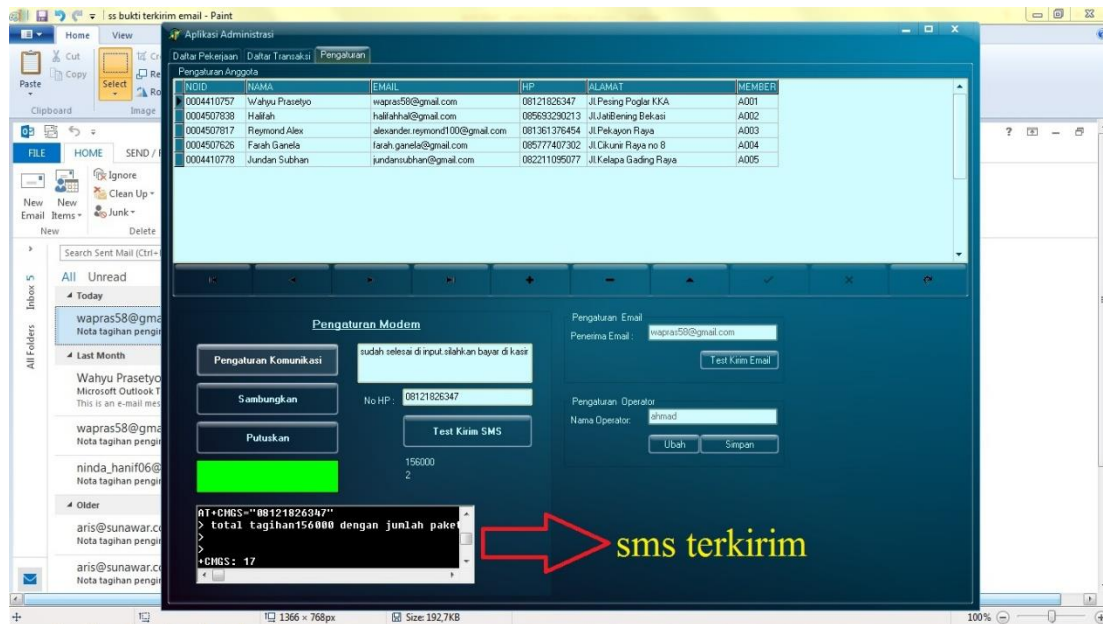 ss bukti terkirim email - Paint
Home View
Cut
Copy
Paste
Select
Clipboard
Image
Aplikasi Administrasi
Daftar Pekerjaan Daftar Transaksi Pengaturan
Pengaturan Anggota
NOID NAMA EMAIL HP ALAMAT MEMBER
0004410757 Wahyu Prasetyo wapras58@gmail.com 08121826347 Jl.Pesing Poglar KKA A001
0004507838 Halifah halifahhal@gmail.com 085693290213 Jl.JatiBening Bekasi A002
0004507817 Reymond Alex alexander.reymond100@gmail.com 081361376454 Jl.Pekayon Raya A003
0004507626 Farah Ganela farah.ganela@gmail.com 085777407302 Jl.Cikunir Raya no 8 A004
0004410778 Jundan Subhan jundansubhan@gmail.com 082211095077 Jl.Kelapa Gading Raya A005
FILE HOME SEND /
New Email
New Items
Ignore
Clean Up
Junk
New
Delete
Search Sent Mail (Ctrl+
All Unread
Inbox 5
All Folders
Today
wapras58@gma
Nota tagihan pengir
Last Month
Wahyu Prasetyo
Microsoft Outlook T
This is an e-mail mes
wapras58@gma
Nota tagihan pengir
ninda_hanif06@
Nota tagihan pengir
Older
aris@sunawar.co
Nota tagihan pengir
aris@sunawar.co
Nota tagihan pengir
Pengaturan Modem
Pengaturan Komunikasi
Sambungkan
Putuskan
sudah selesai di input.silahkan bayar di kasir
No HP : 08121826347
Test Kirim SMS
156000
2
Pengaturan Email
Penerima Email : wapras58@gmail.com
Test Kirim Email
Pengaturan Operator
Nama Operator: ahmad
Ubah Simpan
AT+CMGS="08121826347"
> total tagihan156000 dengan jumlah paket
>
>
+CMGS: 17
sms terkirim
1366 × 768px
Size: 192,7KB
100%